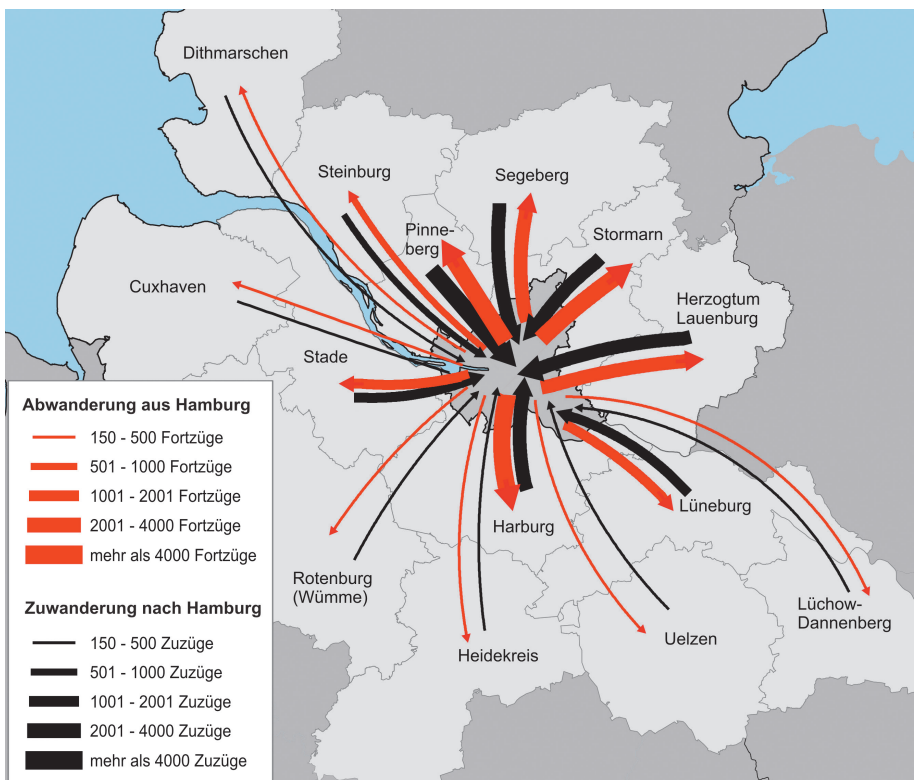 Dithmarschen
Steinburg
Segeberg
Pinne-
berg
Stormarn
Cuxhaven
Herzogtum
Lauenburg
Stade
Abwanderung aus Hamburg
150 - 500 Fortzüge
501 - 1000 Fortzüge
1001 - 2001 Fortzüge
2001 - 4000 Fortzüge
mehr als 4000 Fortzüge
Zuwanderung nach Hamburg
150 - 500 Zuzüge
501 - 1000 Zuzüge
1001 - 2001 Zuzüge
2001 - 4000 Zuzüge
mehr als 4000 Zuzüge
Harburg
Lüneburg
Rotenburg
(Wümme)
Heidekreis
Uelzen
Lüchow-
Dannenberg